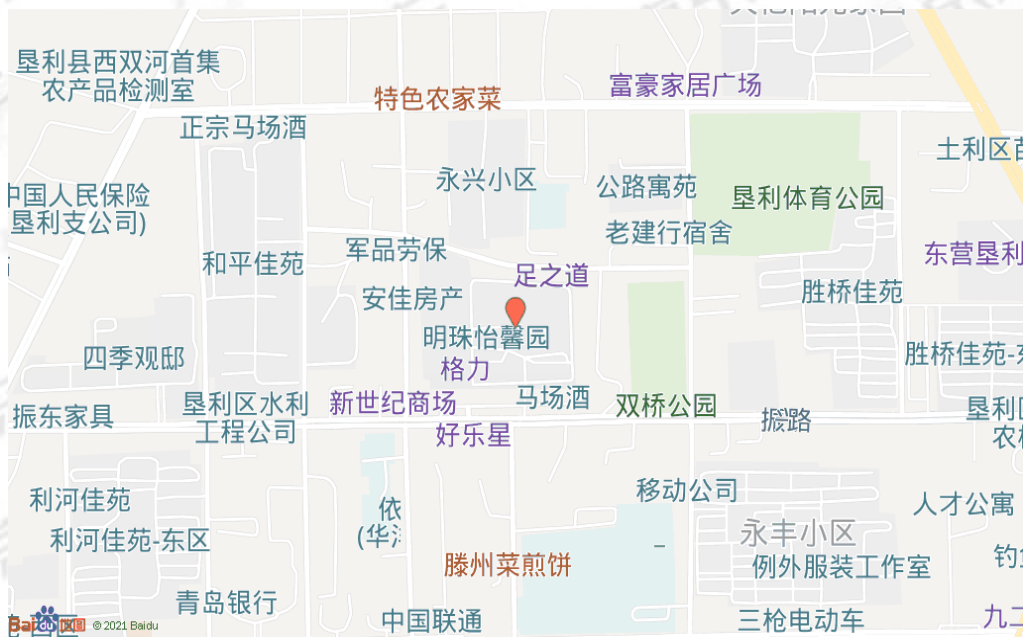 垦利县西双河首集
农产品检测室
特色农家菜
富豪家居广场
正宗马场酒
土利区
永兴小区
公路寓苑
中国人民保险
垦利支公司)
垦利体育公园
老建行宿舍
军品劳保
东营垦利
和平佳苑
足之道
安佳房产
胜桥佳苑
明珠怡馨园
四季观邸
胜桥佳苑-东
格力
马场酒
垦利区水利
工程公司
新世纪商场
双桥公园
振东家具
垦利区
好乐星
利河佳苑
移动公司
人才公寓
依
利河佳苑-东区
永丰小区
滕州菜煎饼
例外服装工作室
青岛银行
中国联通
三枪电动车
九二
Bai du
© 2021 Baidu